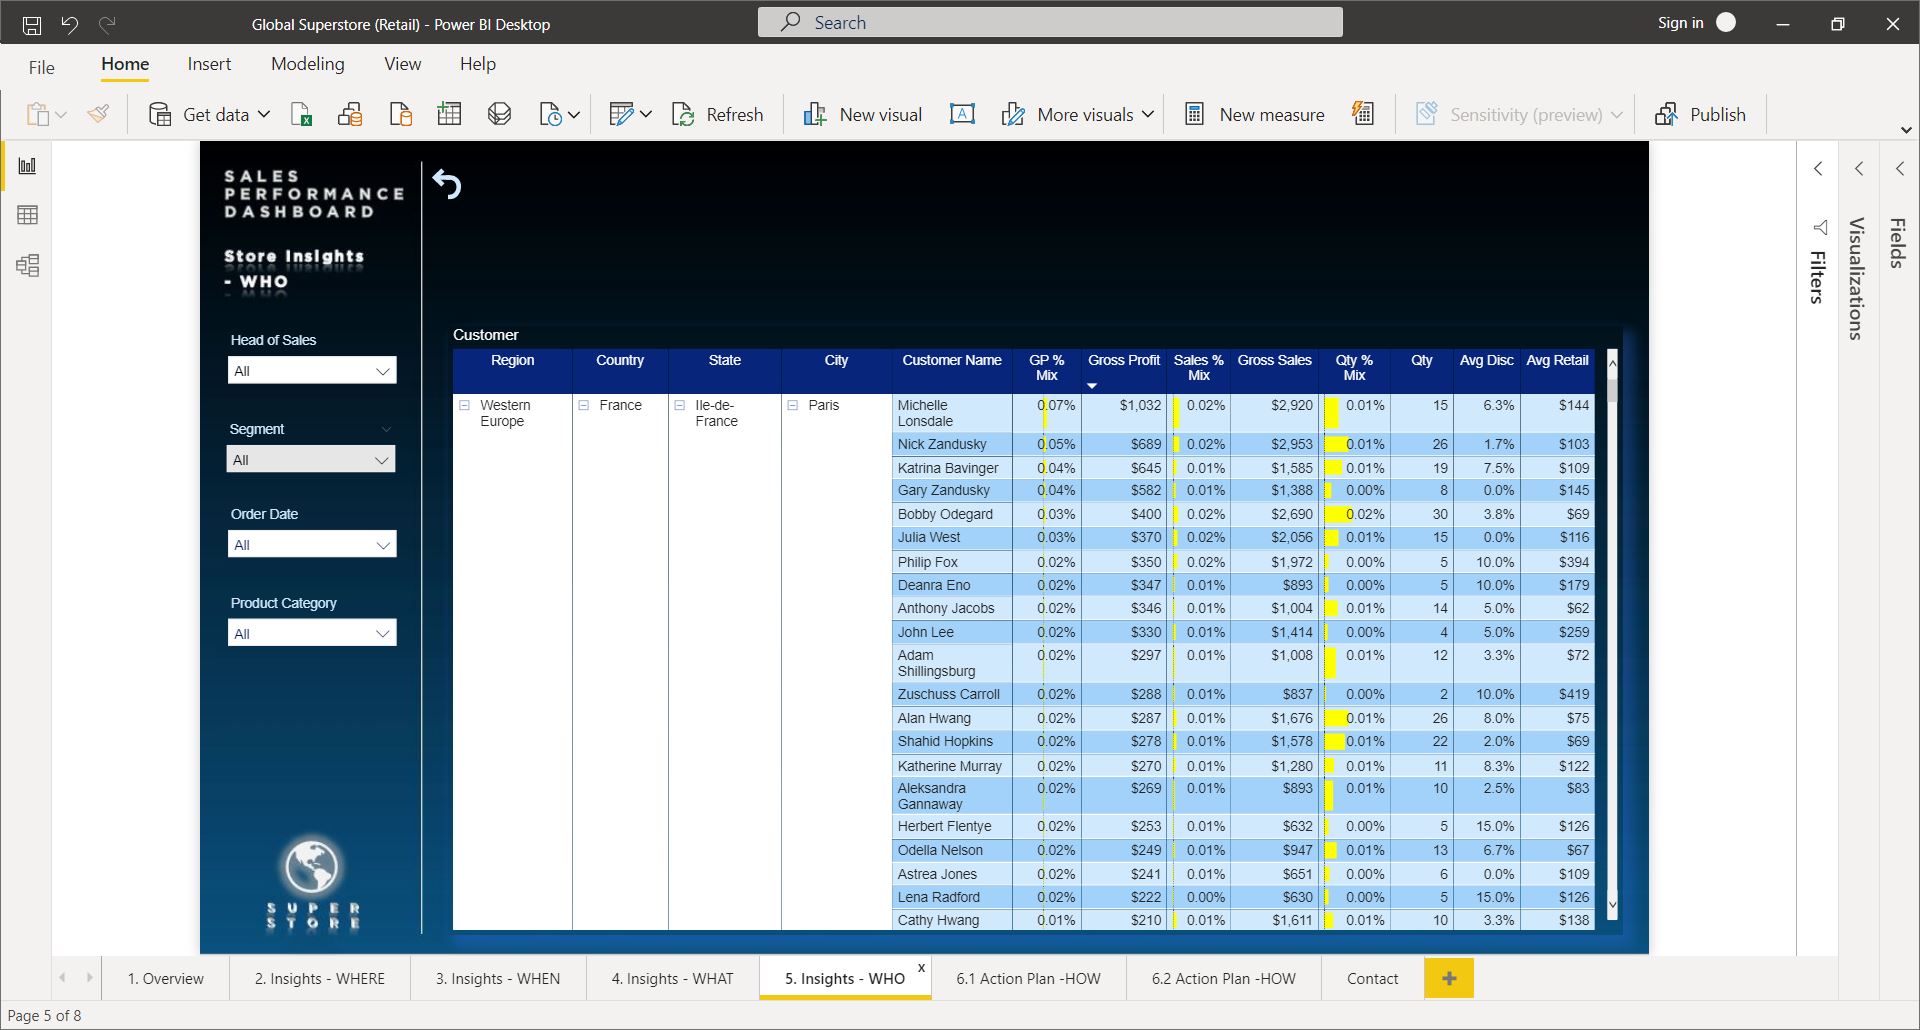 Global Superstore (Retail) - Power BI Desktop
Search
Sign in
File
Home
Insert
Modeling
View
Help
Get data
Refresh
New visual
More visuals
New measure
Sensitivity (preview)
Publish
SALES
PERFORMANCE
DASHBOARD
Store Insights
- WHO
Head of Sales
All
Segment
All
Order Date
All
Product Category
All
SUPER
STORE
Customer
Region Country State City Customer Name GP % Mix Gross Profit Sales % Mix Gross Sales Qty % Mix Qty Avg Disc Avg Retail
Western Europe France Ile-de-France Paris Michelle Lonsdale 0.07% $1,032 0.02% $2,920 0.01% 15 6.3% $144
Nick Zandusky 0.05% $689 0.02% $2,953 0.01% 26 1.7% $103
Katrina Bavinger 0.04% $645 0.01% $1,585 0.01% 19 7.5% $109
Gary Zandusky 0.04% $582 0.01% $1,388 0.00% 8 0.0% $145
Bobby Odegard 0.03% $400 0.02% $2,690 0.02% 30 3.8% $69
Julia West 0.03% $370 0.02% $2,056 0.01% 15 0.0% $116
Philip Fox 0.02% $350 0.02% $1,972 0.00% 5 10.0% $394
Deanra Eno 0.02% $347 0.01% $893 0.00% 5 10.0% $179
Anthony Jacobs 0.02% $346 0.01% $1,004 0.01% 14 5.0% $62
John Lee 0.02% $330 0.01% $1,414 0.00% 4 5.0% $259
Adam Shillingsburg 0.02% $297 0.01% $1,008 0.01% 12 3.3% $72
Zuschuss Carroll 0.02% $288 0.01% $837 0.00% 2 10.0% $419
Alan Hwang 0.02% $287 0.01% $1,676 0.01% 26 8.0% $75
Shahid Hopkins 0.02% $278 0.01% $1,578 0.01% 22 2.0% $69
Katherine Murray 0.02% $270 0.01% $1,280 0.01% 11 8.3% $122
Aleksandra Gannaway 0.02% $269 0.01% $893 0.01% 10 2.5% $83
Herbert Flentye 0.02% $253 0.01% $632 0.00% 5 15.0% $126
Odella Nelson 0.02% $249 0.01% $947 0.01% 13 6.7% $67
Astrea Jones 0.02% $241 0.01% $651 0.00% 6 0.0% $109
Lena Radford 0.02% $222 0.00% $630 0.00% 5 15.0% $126
Cathy Hwang 0.01% $210 0.01% $1,611 0.01% 10 3.3% $138
Filters
Visualizations
Fields
1. Overview
2. Insights - WHERE
3. Insights - WHEN
4. Insights - WHAT
5. Insights - WHO
x
6.1 Action Plan -HOW
6.2 Action Plan -HOW
Contact
+
Page 5 of 8